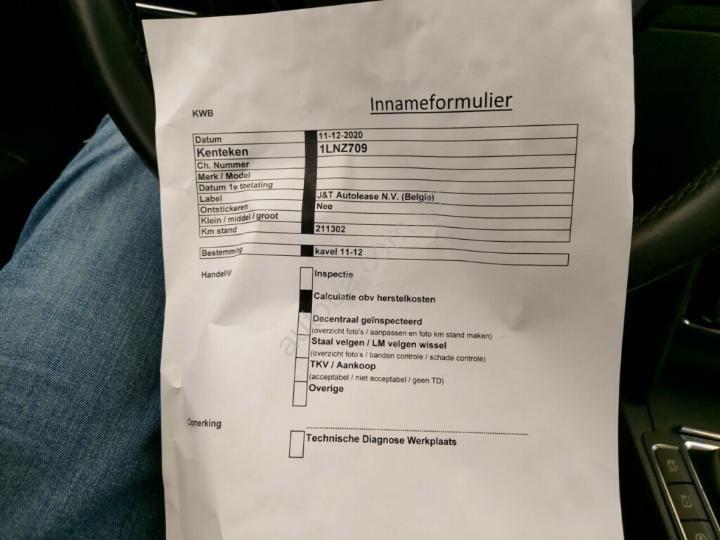 KWB
Innameformulier
Datum 11-12-2020
Kenteken 1LNZ709
Ch. Nummer
Merk / Model
Datum 1e toelating
Label J&T Autolease N.V. (Belgie)
Ontstickeren Nee
Klein / middel / groot
Km stand 211302
Bestemming kavel 11-12
Handeling Inspectie
Calculatie obv herstelkosten
Decentraal geïnspecteerd
(overzicht foto's / aanpassen en foto km stand maken)
Staal velgen / LM velgen wissel
(overzicht foto's / banden controle / schade controle)
TKV / Aankoop
(acceptabel / niet acceptabel / geen TD)
Overige
Opmerking
Technische Diagnose Werkplaats